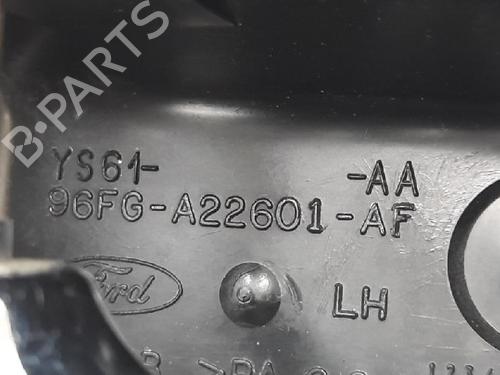 B-PARTS
YS61- -AA
96FG-A22601-AF
Ford
LH